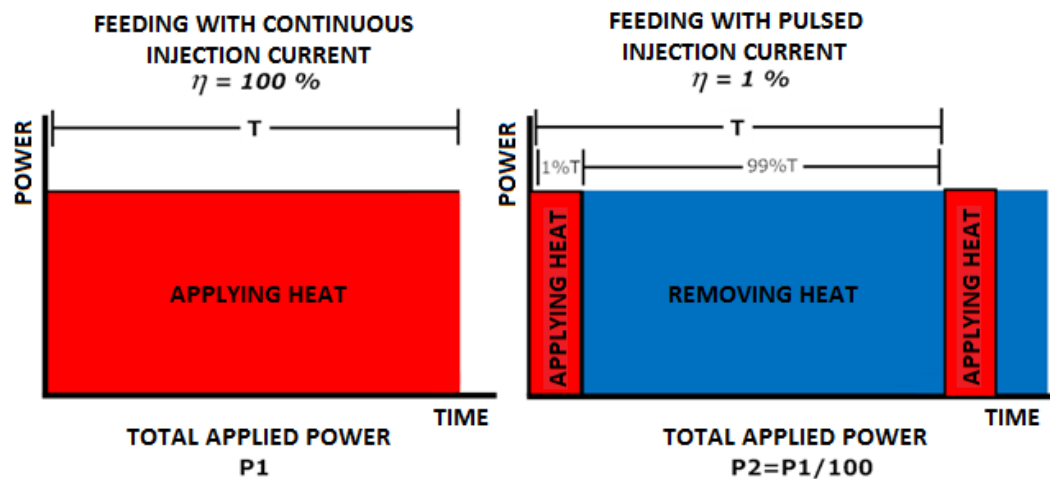 FEEDING WITH CONTINUOUS
INJECTION CURRENT
η = 100 %
T
POWER
APPLYING HEAT
TIME
TOTAL APPLIED POWER
P1
FEEDING WITH PULSED
INJECTION CURRENT
η = 1 %
T
1%T
99%T
POWER
APPLYING HEAT
REMOVING HEAT
APPLYING HEAT
TIME
TOTAL APPLIED POWER
P2=P1/100